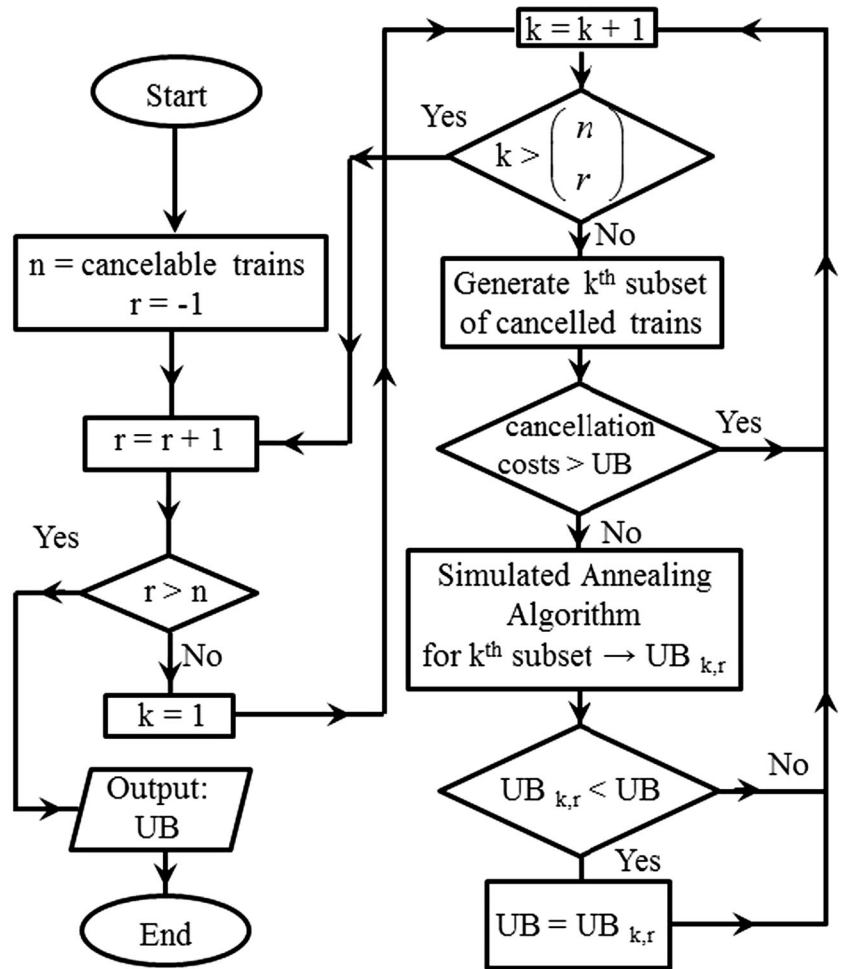 Start
n = cancelable trains
r = -1
r = r + 1
Yes
r > n
No
k = 1
Output:
UB
End
k = k + 1
Yes
k > ( n
r )
No
Generate kth subset
of cancelled trains
cancellation
costs > UB
Yes
No
Simulated Annealing
Algorithm
for kth subset → UB k,r
UB k,r < UB
No
Yes
UB = UB k,r